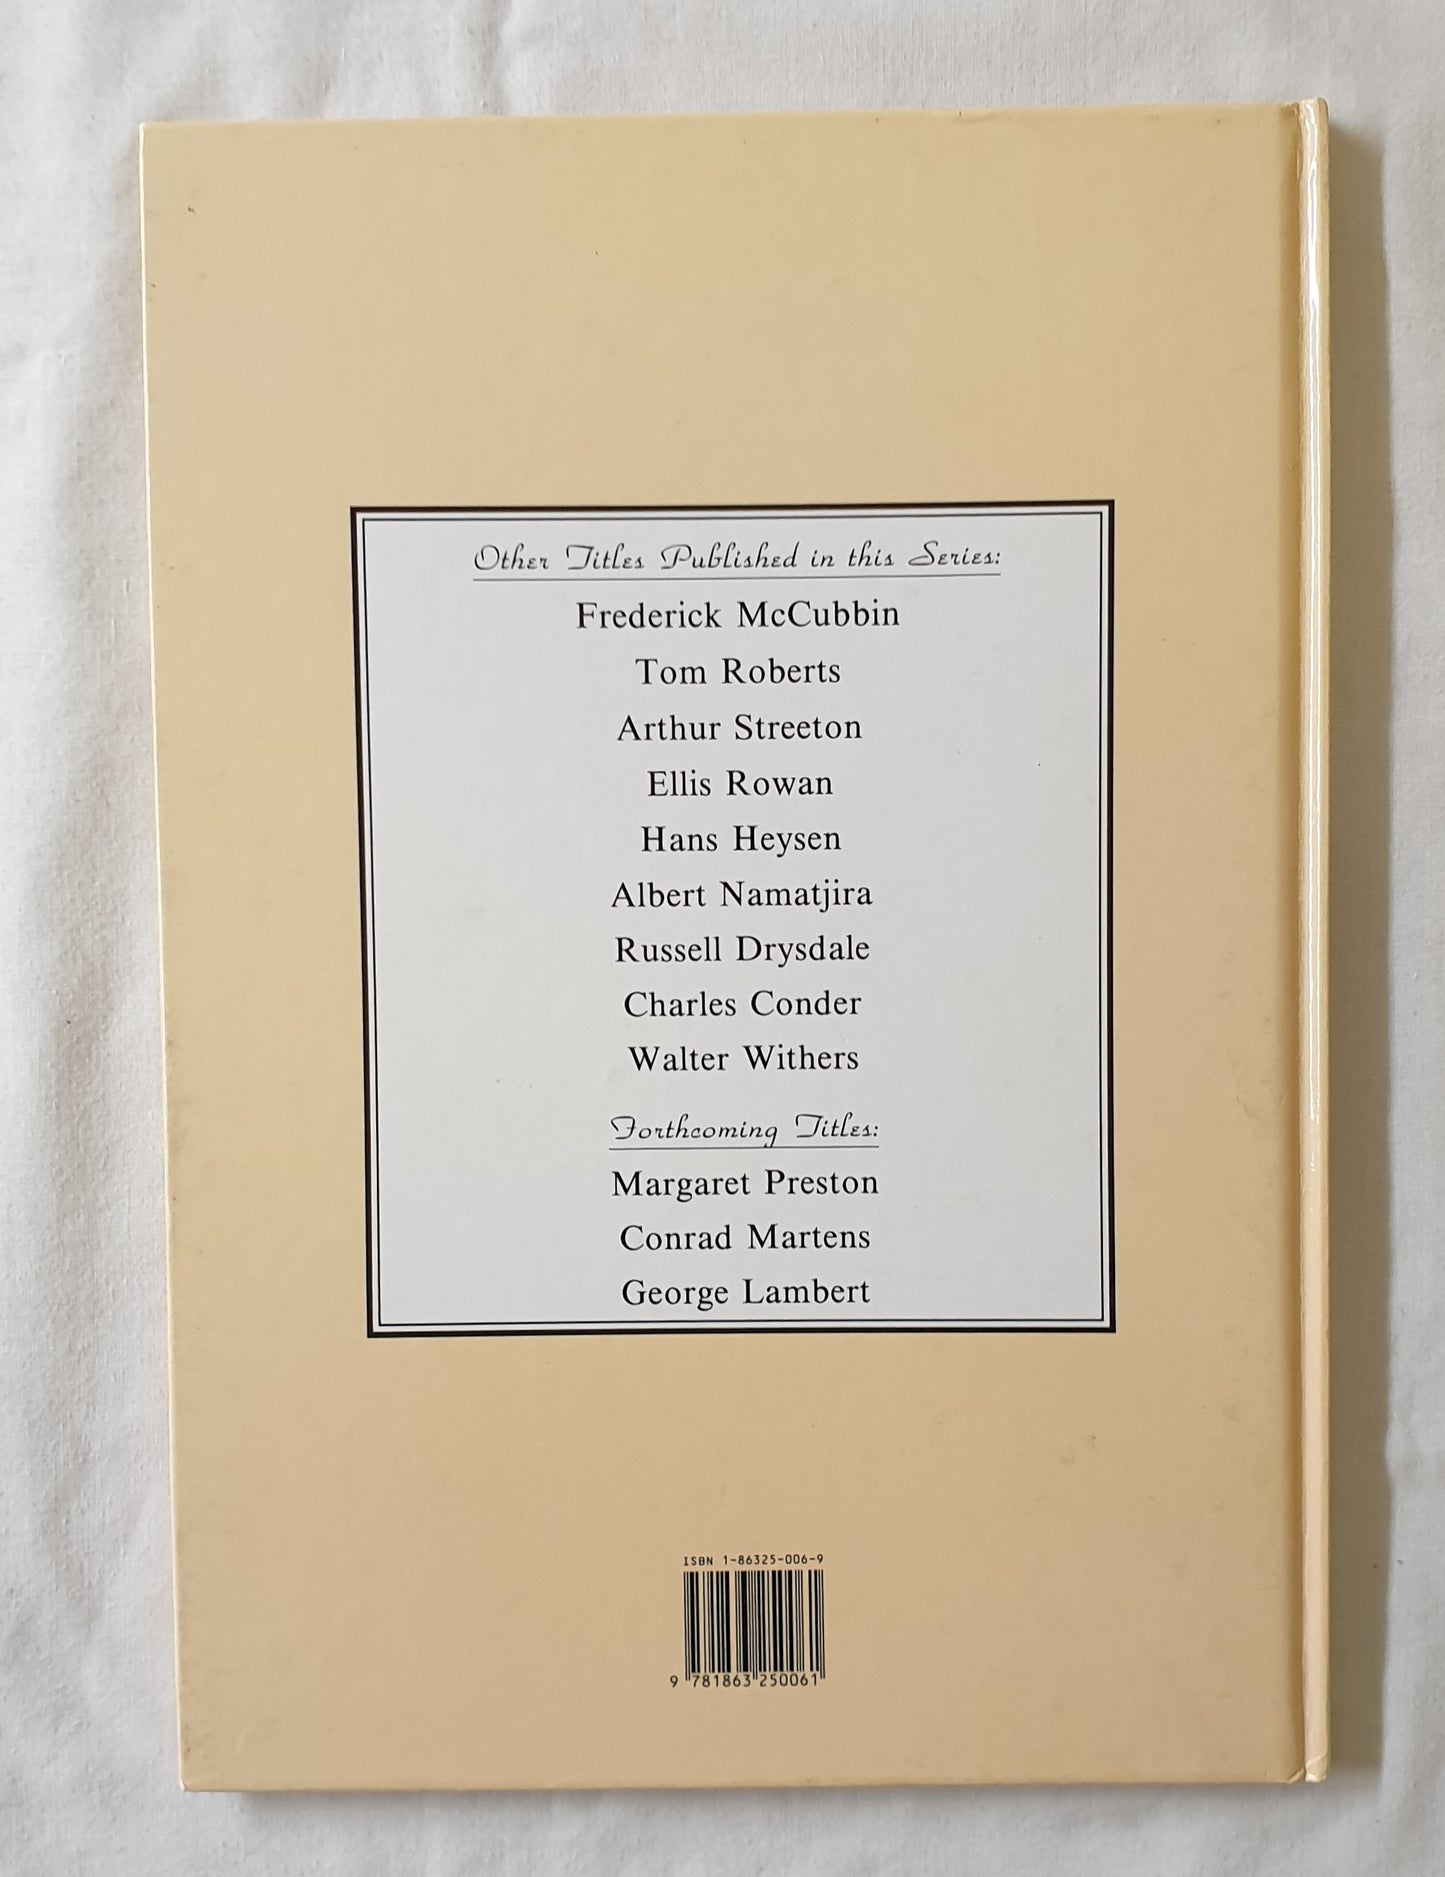 Other Titles Published in this Series:
Frederick McCubbin
Tom Roberts
Arthur Streeton
Ellis Rowan
Hans Heysen
Albert Namatjira
Russell Drysdale
Charles Conder
Walter Withers
Forthcoming Titles:
Margaret Preston
Conrad Martens
George Lambert
ISBN 1-86325-006-9
9 781863 250061